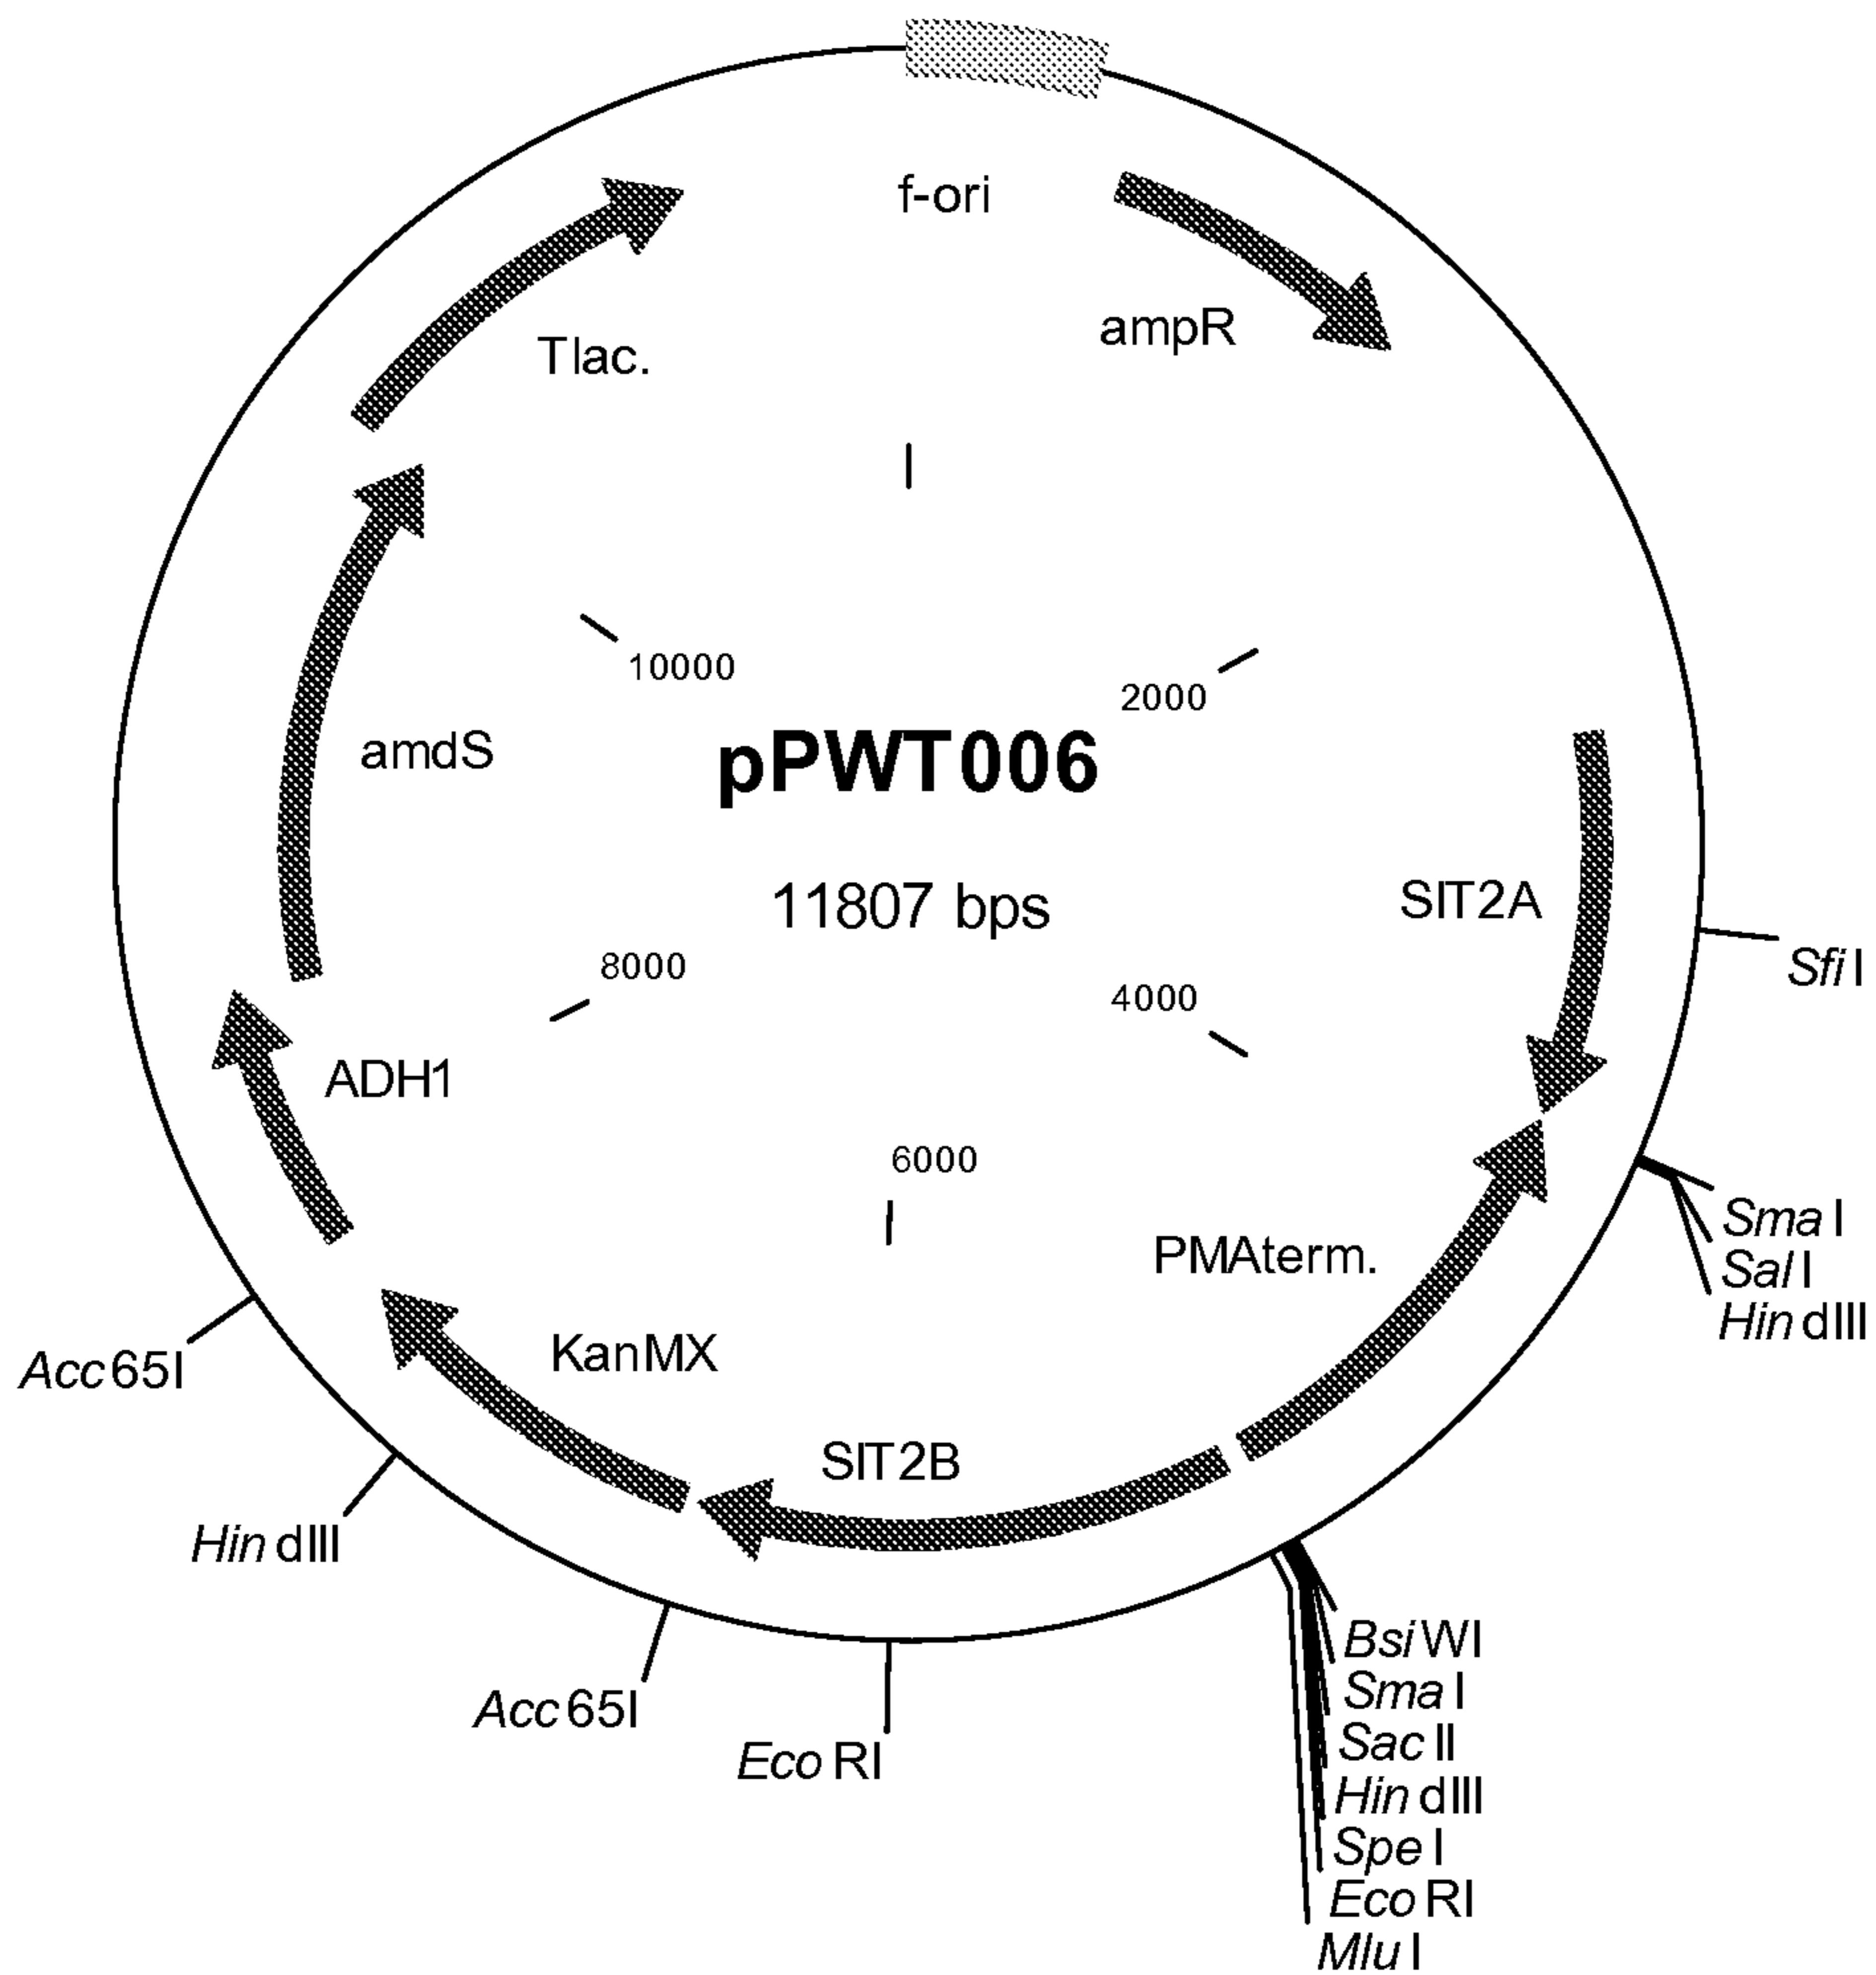 f-ori
ampR
Tlac.
10000
2000
pPWT006
amdS
11807 bps
SIT2A
SfiI
8000
4000
ADH1
6000
SmaI
SalI
HindIII
PMAterm.
KanMX
Acc65I
SIT2B
HindIII
BsiWI
SmaI
SacII
HindIII
SpeI
EcoRI
MluI
Acc65I
EcoRI